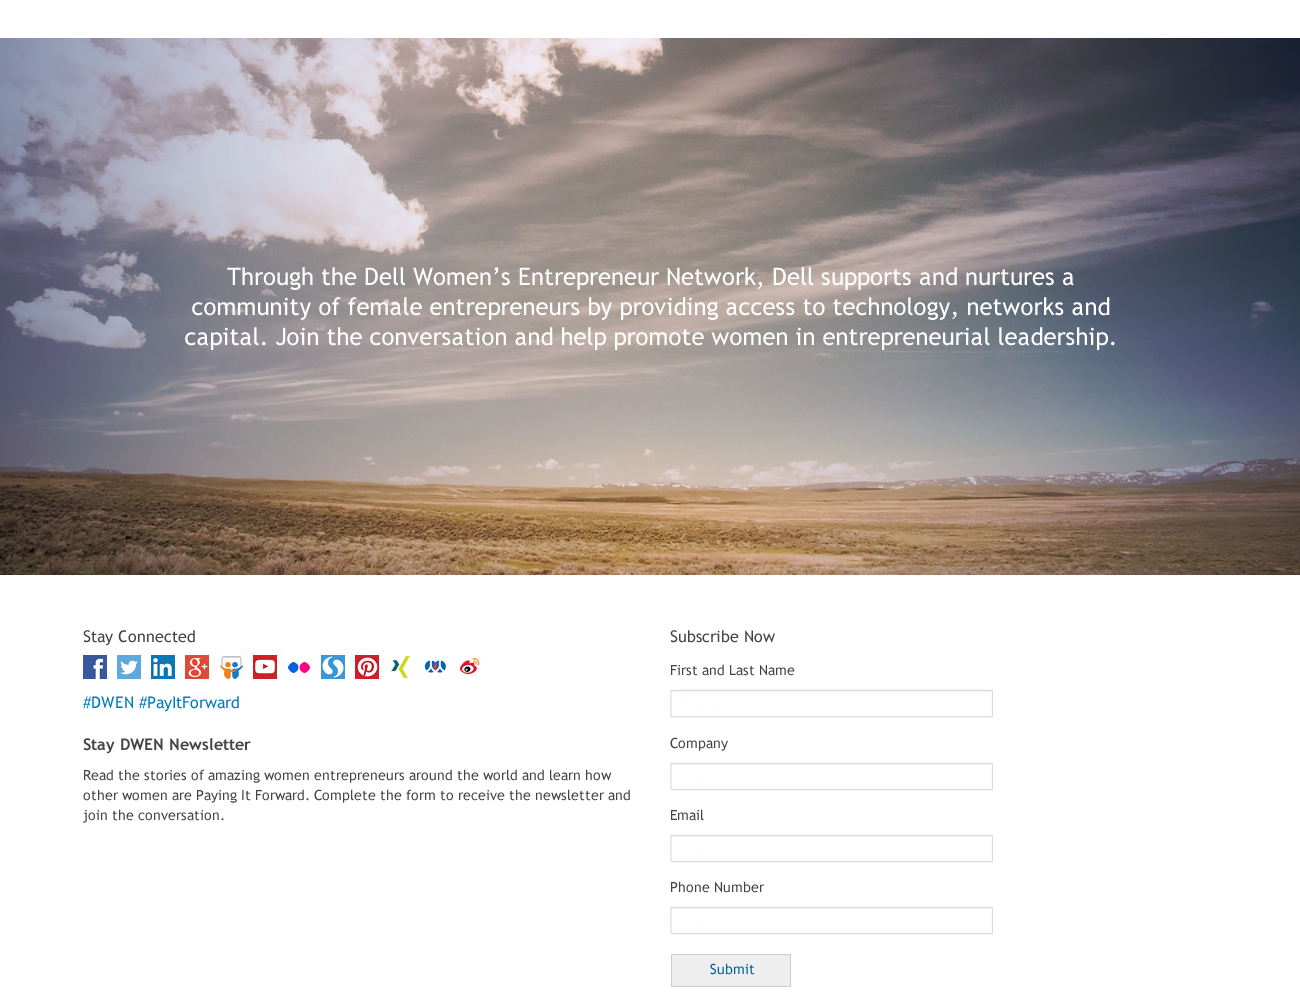 Through the Dell Women’s Entrepreneur Network, Dell supports and nurtures a
community of female entrepreneurs by providing access to technology, networks and
capital. Join the conversation and help promote women in entrepreneurial leadership.
Stay Connected
#DWEN #PayItForward
Stay DWEN Newsletter
Read the stories of amazing women entrepreneurs around the world and learn how
other women are Paying It Forward. Complete the form to receive the newsletter and
join the conversation.
Subscribe Now
First and Last Name
Company
Email
Phone Number
Submit